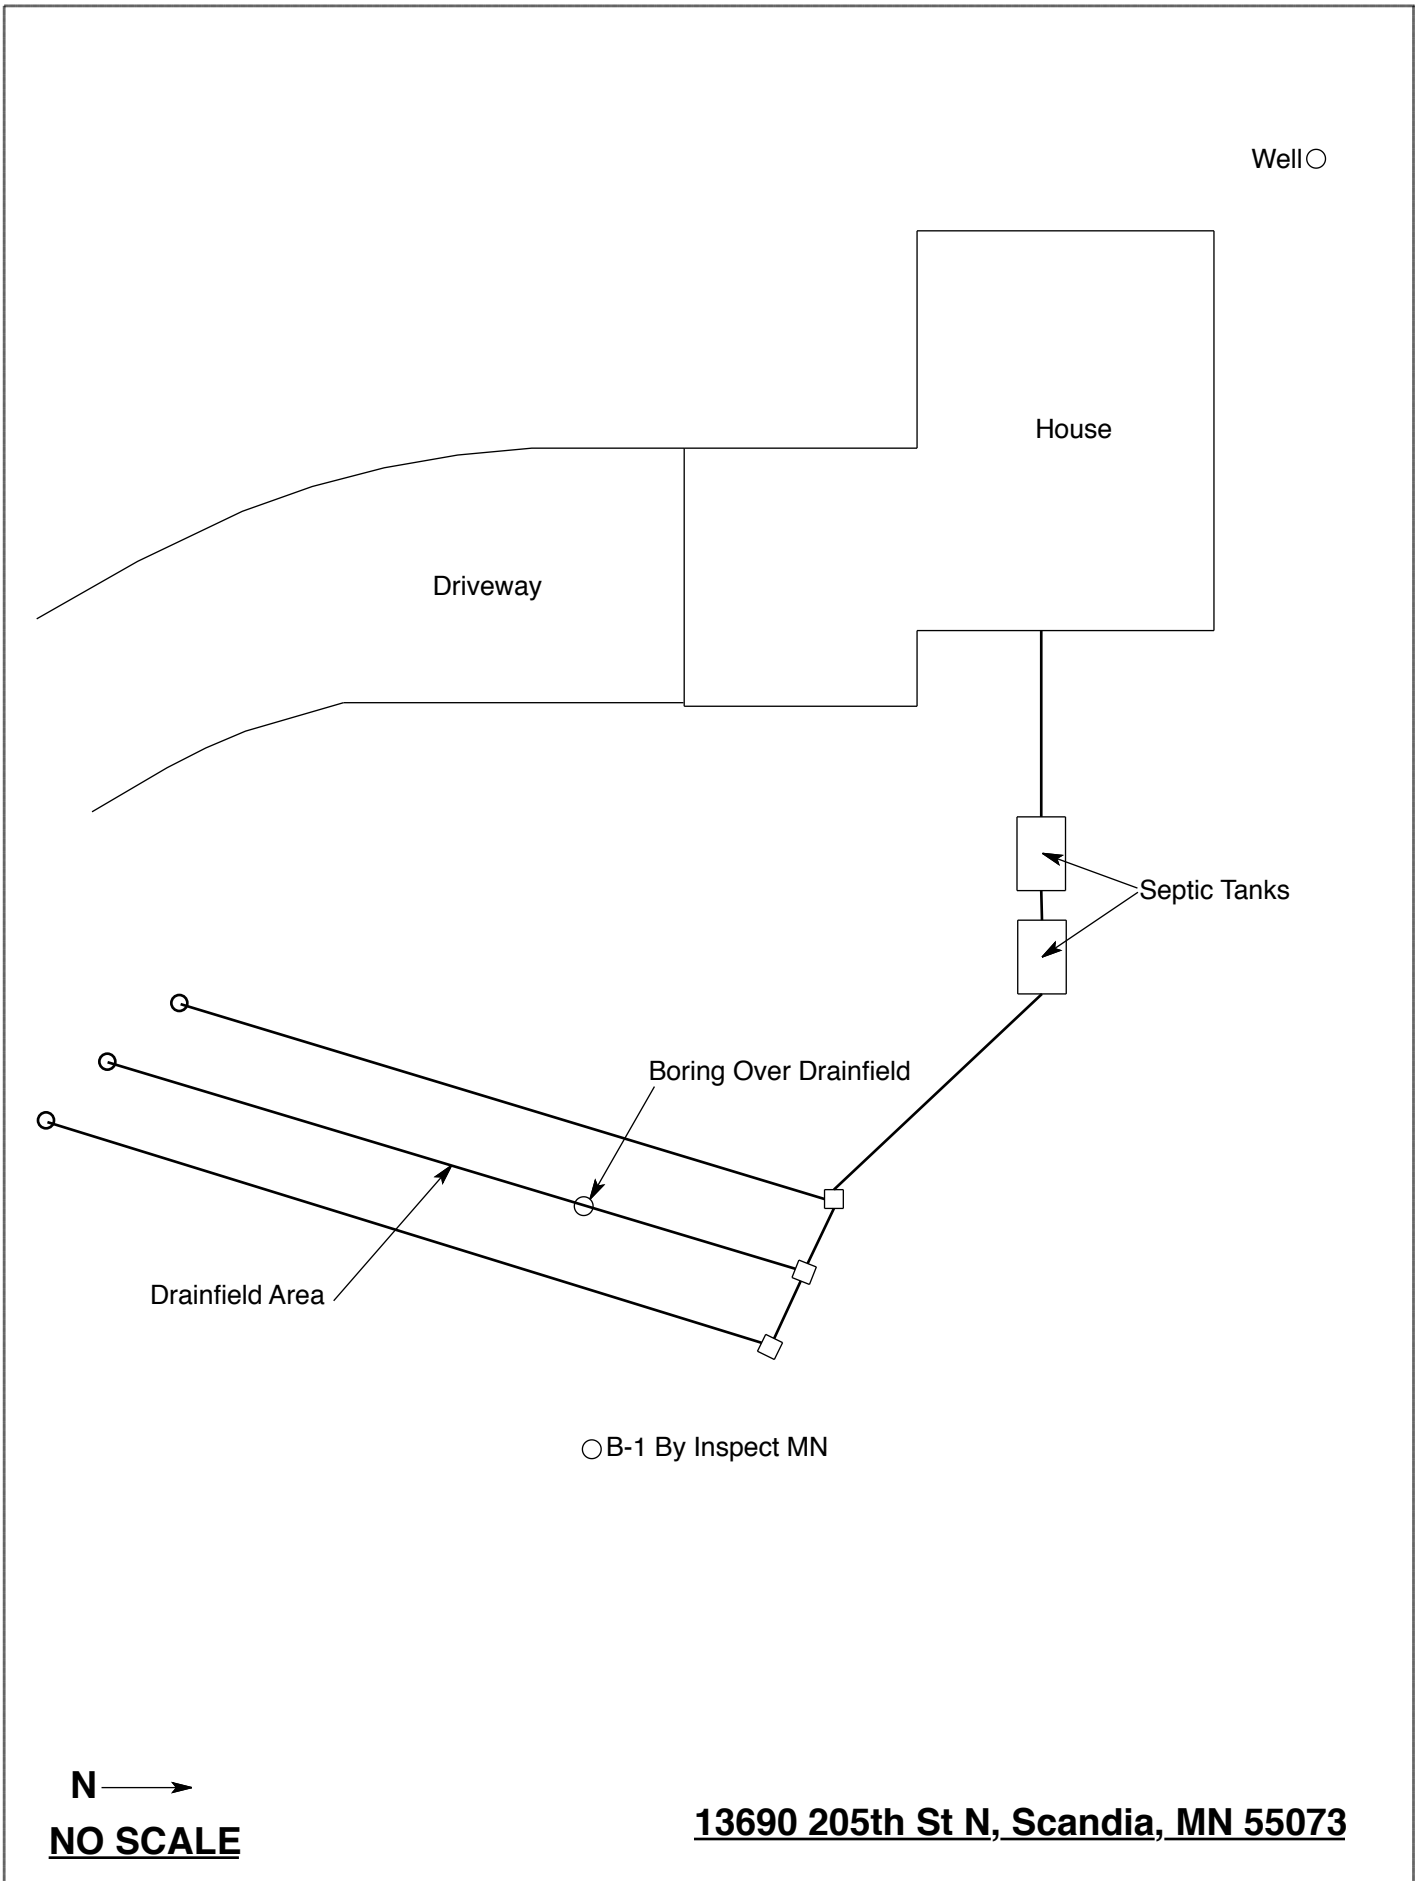 Well
House
Driveway
Septic Tanks
Boring Over Drainfield
Drainfield Area
B-1 By Inspect MN
N
NO SCALE
13690 205th St N, Scandia, MN 55073